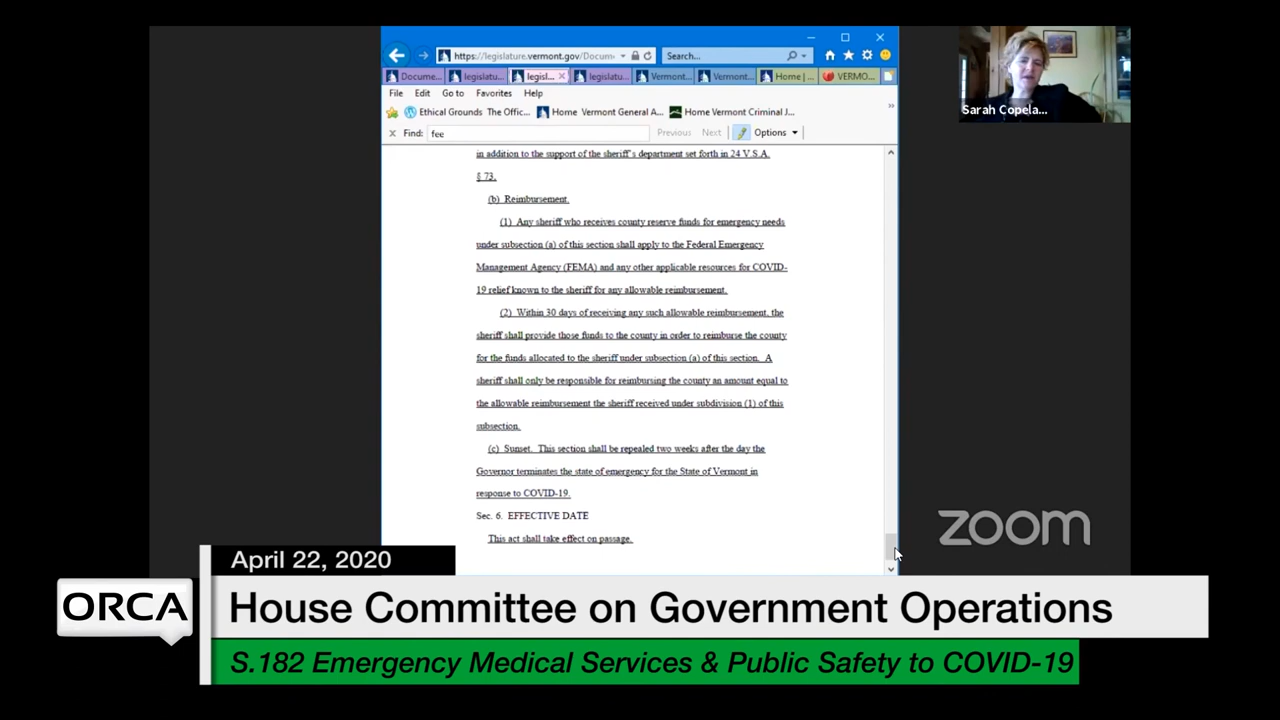 https://legislature.vermont.gov/Docum
Search...
Docume...
legislatu...
legisl...
legislatu...
Vermont...
Vermont...
Home |...
VERMO...
File Edit Go to Favorites Help
Ethical Grounds The Offic...
Home Vermont General A...
Home Vermont Criminal J...
»
X Find: fee Previous Next Options
in addition to the support of the sheriff's department set forth in 24 V.S.A.
§ 73.
(b) Reimbursement.
(1) Any sheriff who receives county reserve funds for emergency needs
under subsection (a) of this section shall apply to the Federal Emergency
Management Agency (FEMA) and any other applicable resources for COVID-
19 relief known to the sheriff for any allowable reimbursement.
(2) Within 30 days of receiving any such allowable reimbursement, the
sheriff shall provide those funds to the county in order to reimburse the county
for the funds allocated to the sheriff under subsection (a) of this section. A
sheriff shall only be responsible for reimbursing the county an amount equal to
the allowable reimbursement the sheriff received under subdivision (1) of this
subsection.
(c) Sunset. This section shall be repealed two weeks after the day the
Governor terminates the state of emergency for the State of Vermont in
response to COVID-19.
Sec. 6. EFFECTIVE DATE
This act shall take effect on passage.
Sarah Copela...
zoom
April 22, 2020
ORCA
House Committee on Government Operations
S.182 Emergency Medical Services & Public Safety to COVID-19